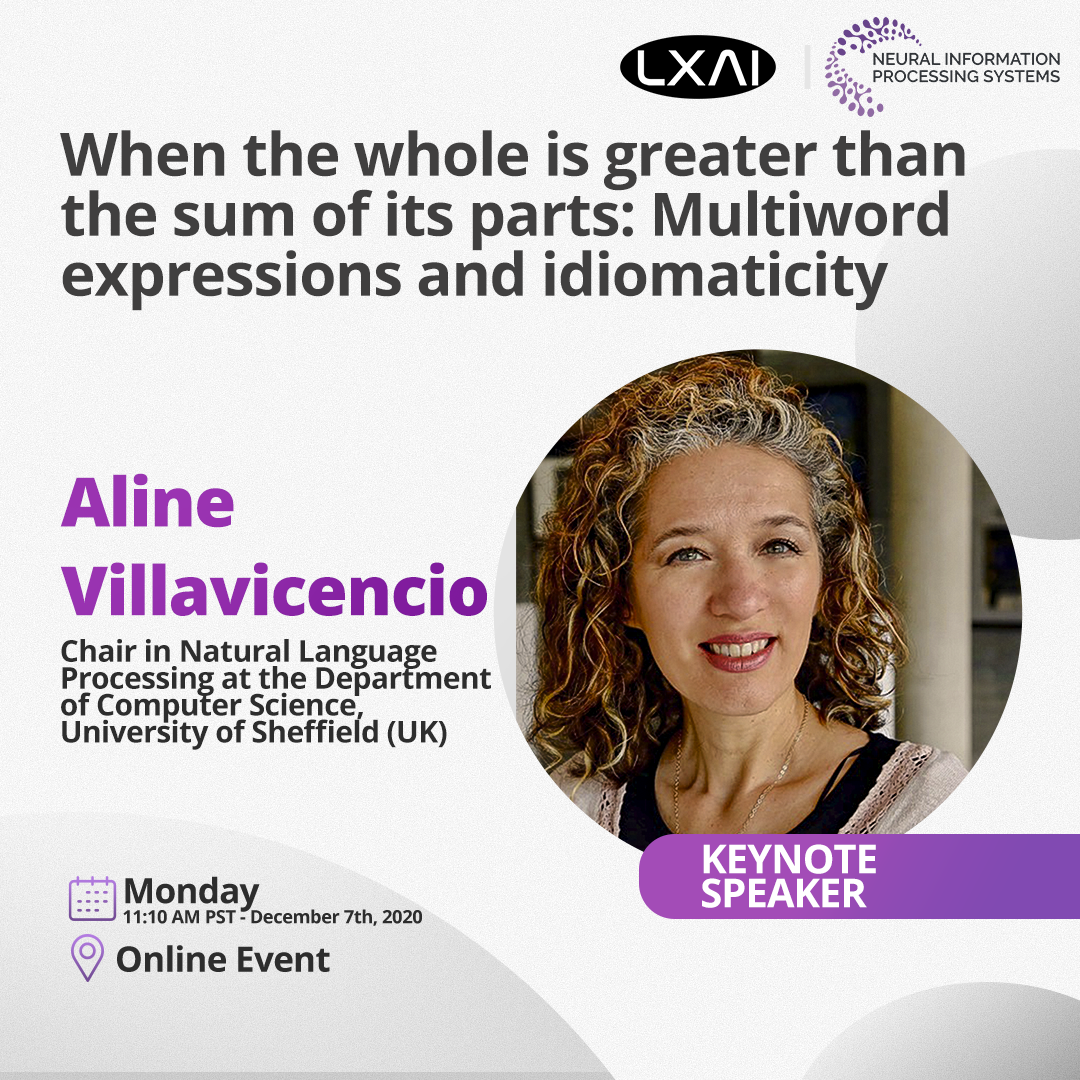 LXAI
NEURAL INFORMATION
PROCESSING SYSTEMS
When the whole is greater than
the sum of its parts: Multiword
expressions and idiomaticity
Aline
Villavicencio
Chair in Natural Language
Processing at the Department
of Computer Science,
University of Sheffield (UK)
KEYNOTE
SPEAKER
Monday
11:10 AM PST - December 7th, 2020
Online Event